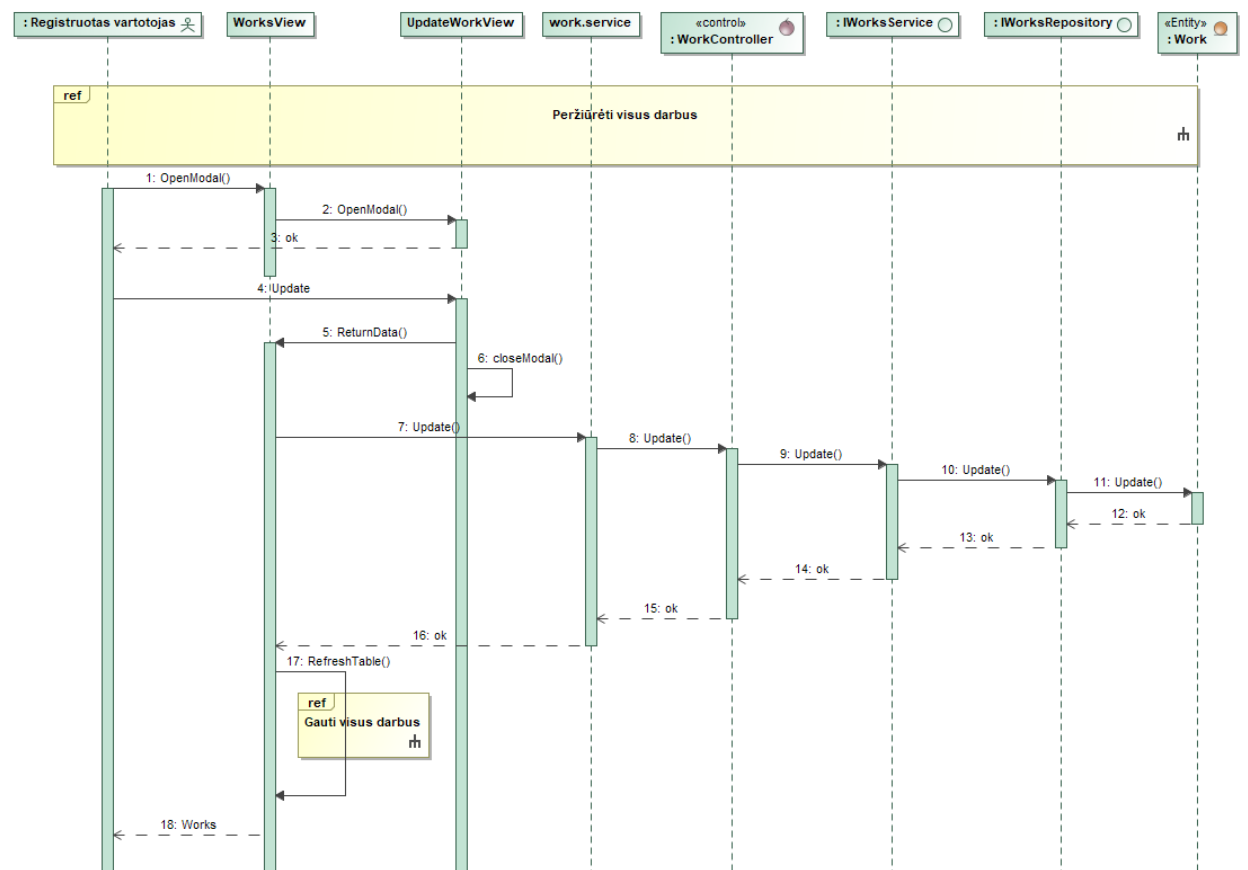 : Registruotas vartotojas
WorksView
UpdateWorkView
work.service
«control»
: WorkController
: IWorksService
: IWorksRepository
«Entity»
: Work
ref
Peržiūrėti visus darbus
1: OpenModal()
2: OpenModal()
3: ok
4: Update
5: ReturnData()
6: closeModal()
7: Update()
8: Update()
9: Update()
10: Update()
11: Update()
12: ok
13: ok
14: ok
15: ok
16: ok
17: RefreshTable()
ref
Gauti visus darbus
18: Works